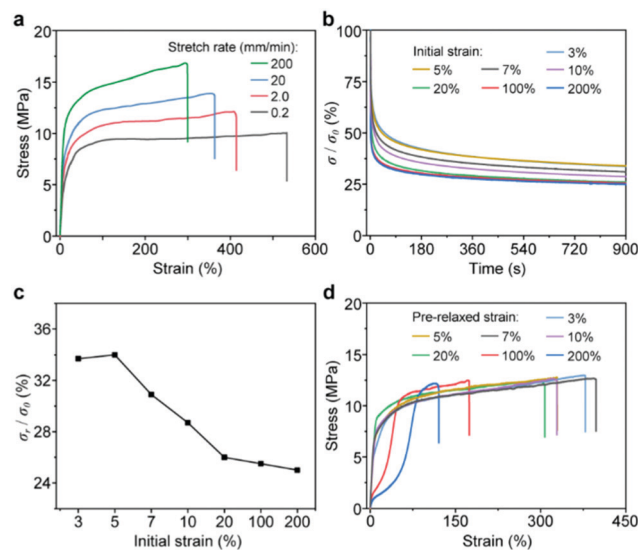 a
Stretch rate (mm/min):
200
20
2.0
0.2
Stress (MPa)
20
15
10
5
0
0 200 400 600
Strain (%)
b
Initial strain:
3%
5% 7% 10%
20% 100% 200%
σ / σ0 (%)
100
75
50
25
0
0 180 360 540 720 900
Time (s)
c
σr / σ0 (%)
36
32
28
24
3 5 7 10 20 100 200
Initial strain (%)
d
Pre-relaxed strain:
3%
5% 7% 10%
20% 100% 200%
Stress (MPa)
20
15
10
5
0
0 150 300 450
Strain (%)